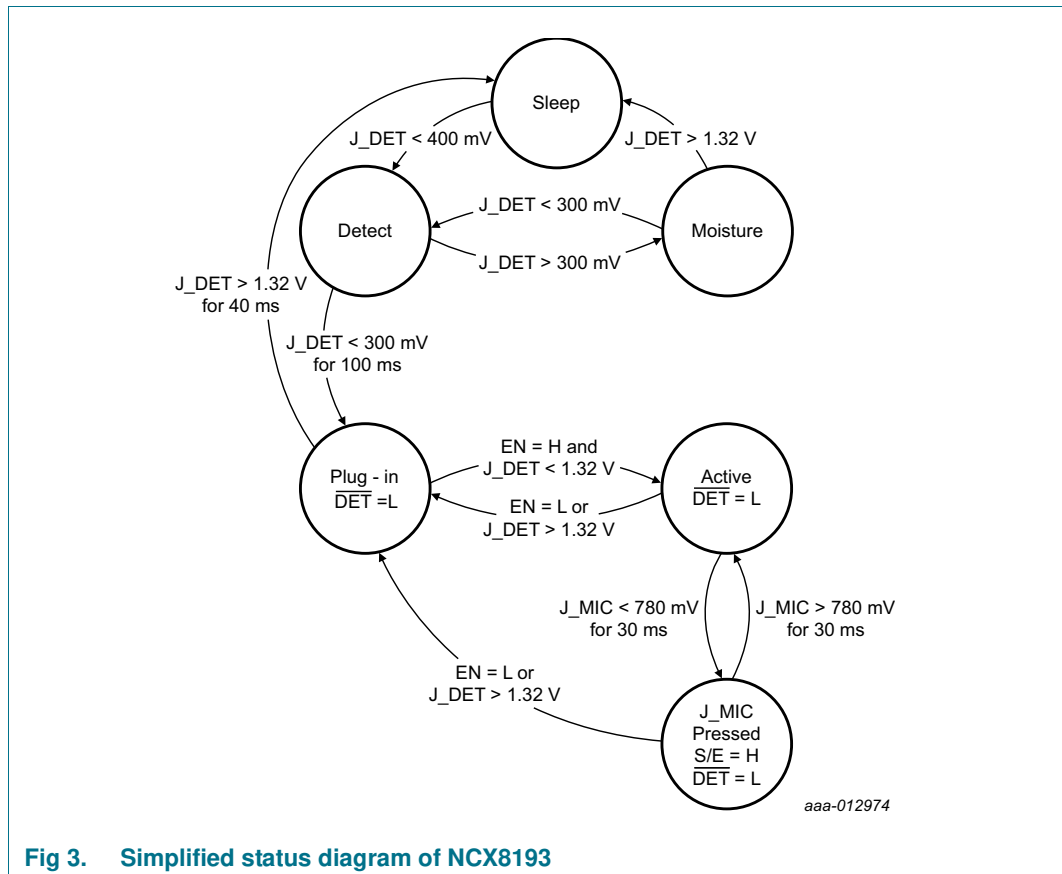 Sleep
J_DET < 400 mV
J_DET > 1.32 V
J_DET < 300 mV
Detect
Moisture
J_DET > 300 mV
J_DET > 1.32 V
for 40 ms
J_DET < 300 mV
for 100 ms
EN = H and
J_DET < 1.32 V
Plug - in
D̅E̅T̅ =L
Active
D̅E̅T̅ = L
EN = L or
J_DET > 1.32 V
J_MIC < 780 mV
for 30 ms
J_MIC > 780 mV
for 30 ms
EN = L or
J_DET > 1.32 V
J_MIC
Pressed
S/E = H
D̅E̅T̅ = L
aaa-012974
Fig 3. Simplified status diagram of NCX8193